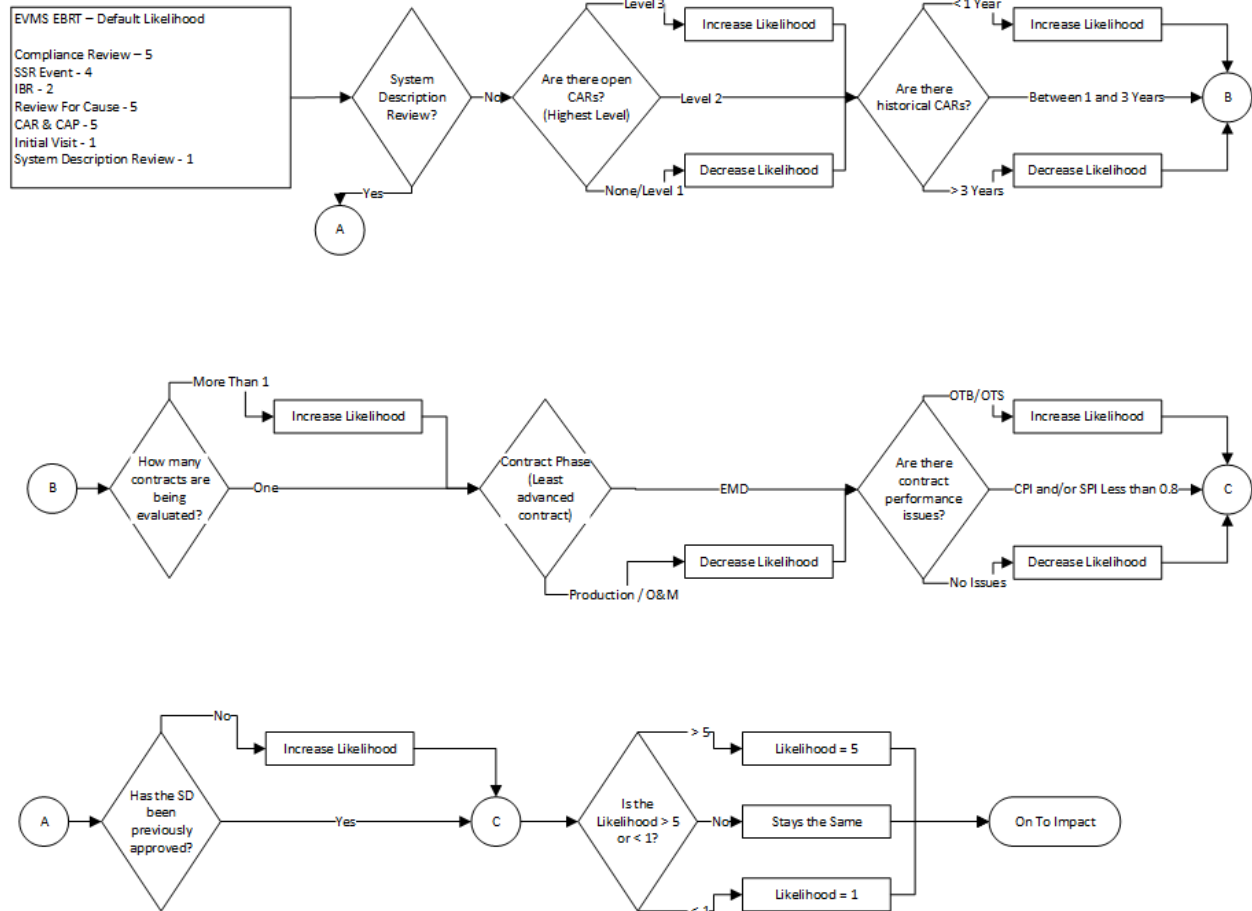 EVMS EBRT – Default Likelihood
Compliance Review – 5
SSR Event - 4
IBR - 2
Review For Cause - 5
CAR & CAP - 5
Initial Visit - 1
System Description Review - 1
System
Description
Review?
Yes
A
No
Are there open
CARs?
(Highest Level)
Level 3
Increase Likelihood
Level 2
None/Level 1
Decrease Likelihood
Are there
historical CARs?
< 1 Year
Increase Likelihood
Between 1 and 3 Years
> 3 Years
Decrease Likelihood
B
B
How many
contracts are
being
evaluated?
More Than 1
Increase Likelihood
One
Contract Phase
(Least
advanced
contract)
EMD
Production / O&M
Decrease Likelihood
Are there
contract
performance
issues?
OTB/OTS
Increase Likelihood
CPI and/or SPI Less than 0.8
No Issues
Decrease Likelihood
C
A
Has the SD
been
previously
approved?
No
Increase Likelihood
Yes
C
Is the
Likelihood > 5
or < 1?
> 5
Likelihood = 5
No
Stays the Same
< 1
Likelihood = 1
On To Impact